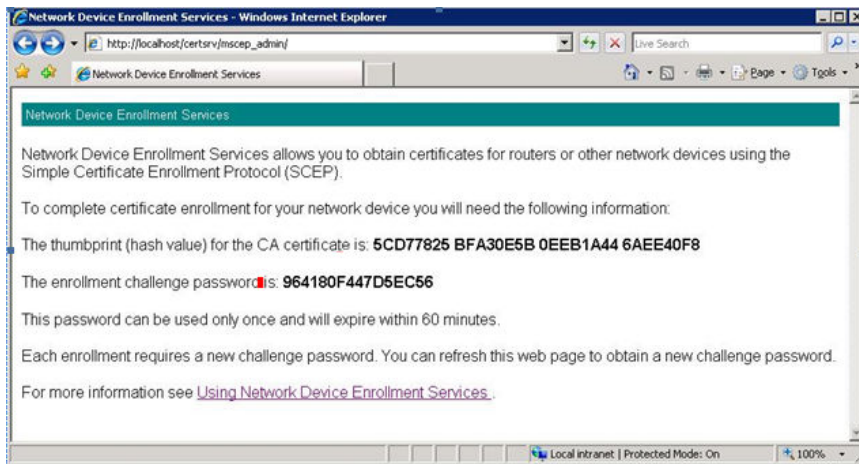 Network Device Enrollment Services - Windows Internet Explorer
http://localhost/certsrv/mscep_admin/
Live Search
Network Device Enrollment Services
Page
Tools
Network Device Enrollment Services
Network Device Enrollment Services allows you to obtain certificates for routers or other network devices using the
Simple Certificate Enrollment Protocol (SCEP).
To complete certificate enrollment for your network device you will need the following information:
The thumbprint (hash value) for the CA certificate is: 5CD77825 BFA30E5B 0EEB1A44 6AEE40F8
The enrollment challenge password is: 964180F447D5EC56
This password can be used only once and will expire within 60 minutes.
Each enrollment requires a new challenge password. You can refresh this web page to obtain a new challenge password.
For more information see Using Network Device Enrollment Services .
Local intranet | Protected Mode: On
100%